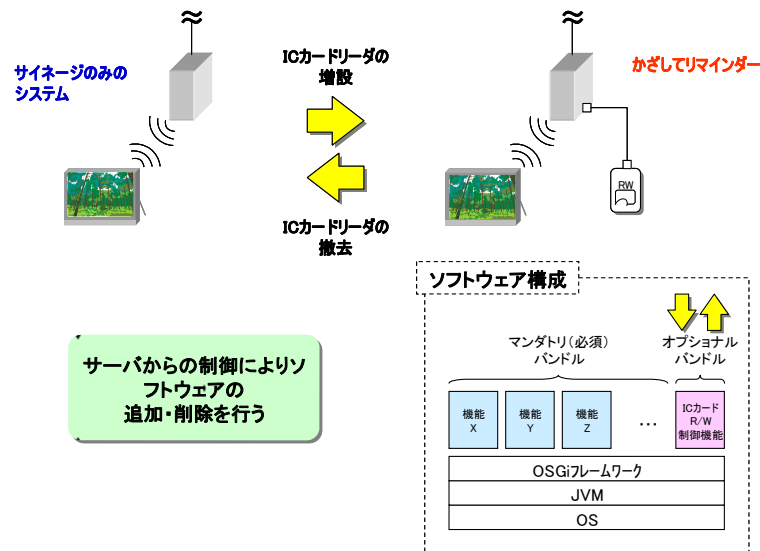 サイネージのみの
システム
ICカードリーダの
増設
ICカードリーダの
撤去
かざしてリマインダー
RW
ソフトウェア構成
サーバからの制御によりソ
フトウェアの
追加・削除を行う
マンダトリ(必須)
バンドル
オプショナル
バンドル
機能
X
機能
Y
機能
Z
…
ICカード
R/W
制御機能
OSGiフレームワーク
JVM
OS